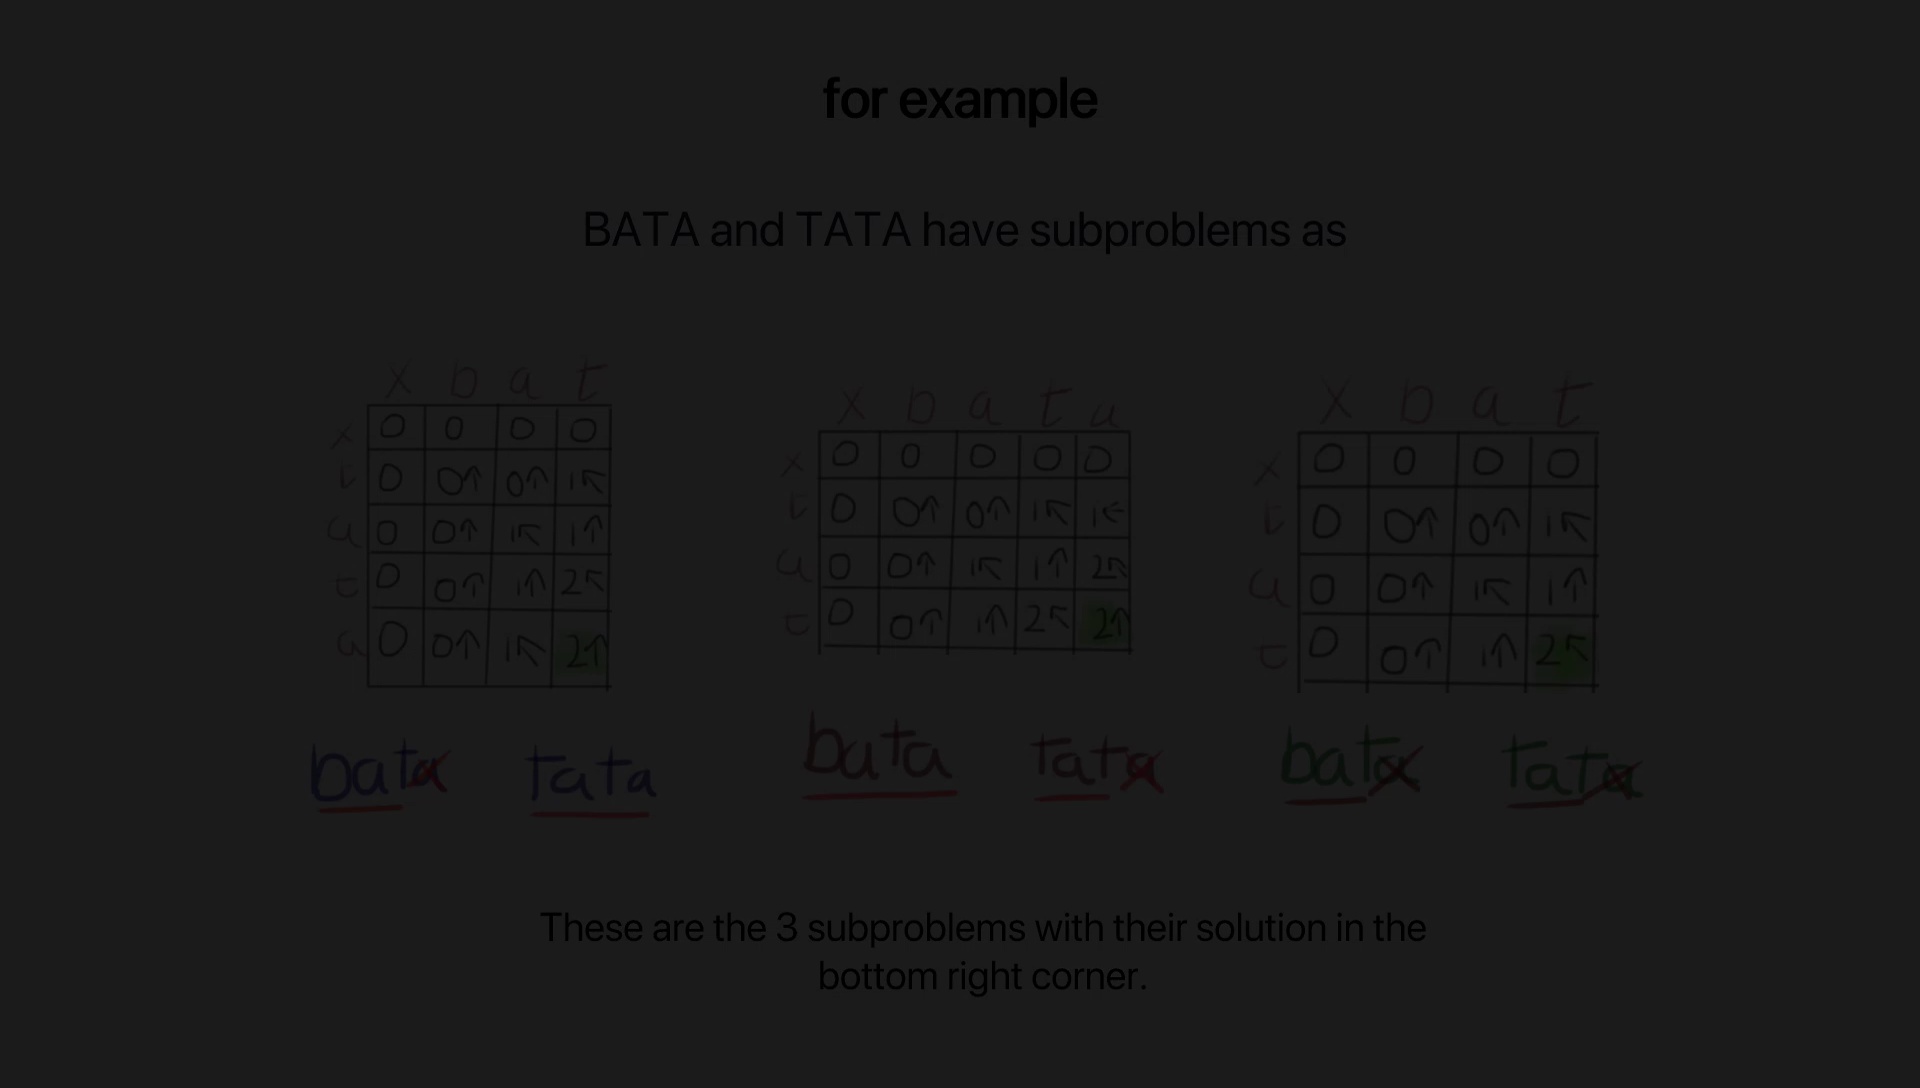 for example
BATA and TATA have subproblems as
x b a t
x 0 0 0 0
t 0 0↑ 0↑ 1↖
a 0 0↑ 1↖ 1↑
t 0 0↑ 1↑ 2↖
a 0 0↑ 1↖ 2↑
bata tata
x b a t a
x 0 0 0 0 0
t 0 0↑ 0↑ 1↖ 1←
a 0 0↑ 1↖ 1↑ 2↖
t 0 0↑ 1↑ 2↖ 2↑
bata tata
x b a t
x 0 0 0 0
t 0 0↑ 0↑ 1↖
a 0 0↑ 1↖ 1↑
t 0 0↑ 1↑ 2↖
bata tata
These are the 3 subproblems with their solution in the
bottom right corner.